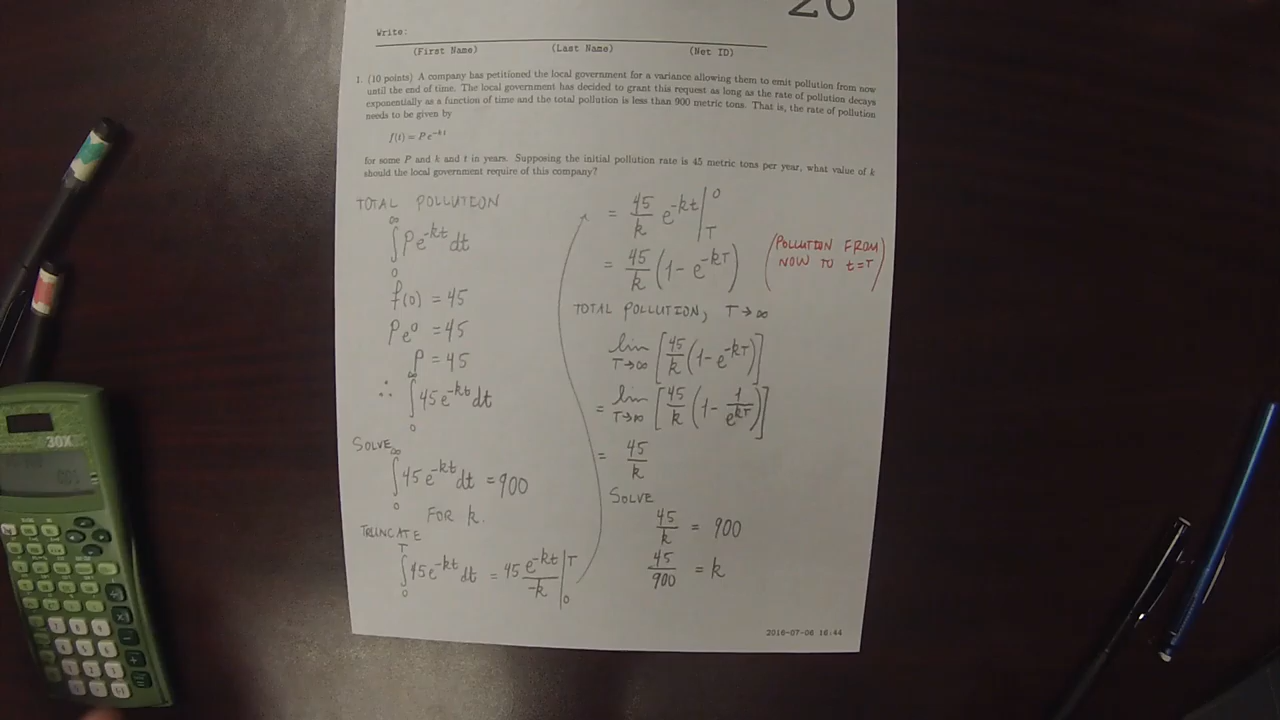 20
Write:
(First Name) (Last Name) (Net ID)
1. (10 points) A company has petitioned the local government for a variance allowing them to emit pollution from now
until the end of time. The local government has decided to grant this request as long as the rate of pollution decays
exponentially as a function of time and the total pollution is less than 900 metric tons. That is, the rate of pollution
needs to be given by
f(t) = P e^{-kt}
for some P and k and t in years. Supposing the initial pollution rate is 45 metric tons per year, what value of k
should the local government require of this company?
TOTAL POLLUTION
∫_0^∞ Pe^{-kt} dt
f(0) = 45
Pe^0 = 45
P = 45
∴ ∫_0^∞ 45e^{-kt} dt
SOLVE
∫_0^∞ 45e^{-kt} dt = 900
FOR k.
TRUNCATE
∫_0^T 45e^{-kt} dt = 45 e^{-kt}/-k |_0^T
= 45/k e^{-kt} |_T^0
= 45/k (1 - e^{-kT})
(POLLUTION FROM
NOW TO t=T)
TOTAL POLLUTION, T→∞
lim T→∞ [45/k (1 - e^{-kT})]
= lim T→∞ [45/k (1 - 1/e^{kT})]
= 45/k
SOLVE
45/k = 900
45/900 = k
2016-07-06 16:44
30X